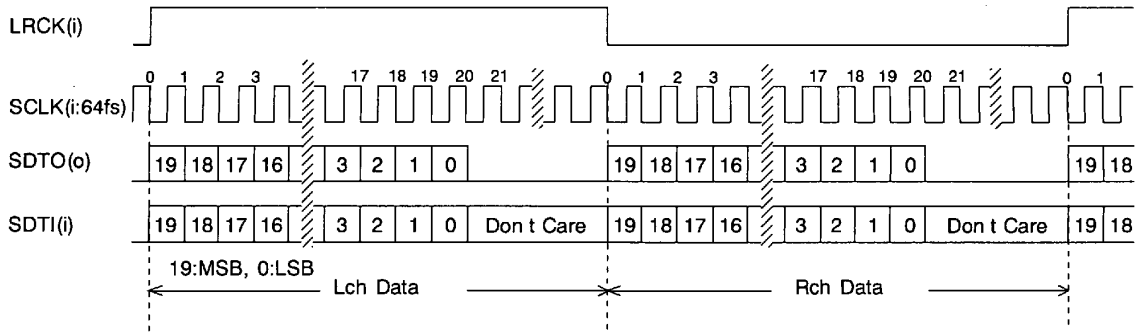 LRCK(i)
0 1 2 3 17 18 19 20 21 0 1 2 3 17 18 19 20 21 0 1
SCLK(i:64fs)
SDTO(o) 19 18 17 16 3 2 1 0 19 18 17 16 3 2 1 0 19 18
SDTI(i) 19 18 17 16 3 2 1 0 Don t Care 19 18 17 16 3 2 1 0 Don t Care 19 18
19:MSB, 0:LSB
Lch Data Rch Data